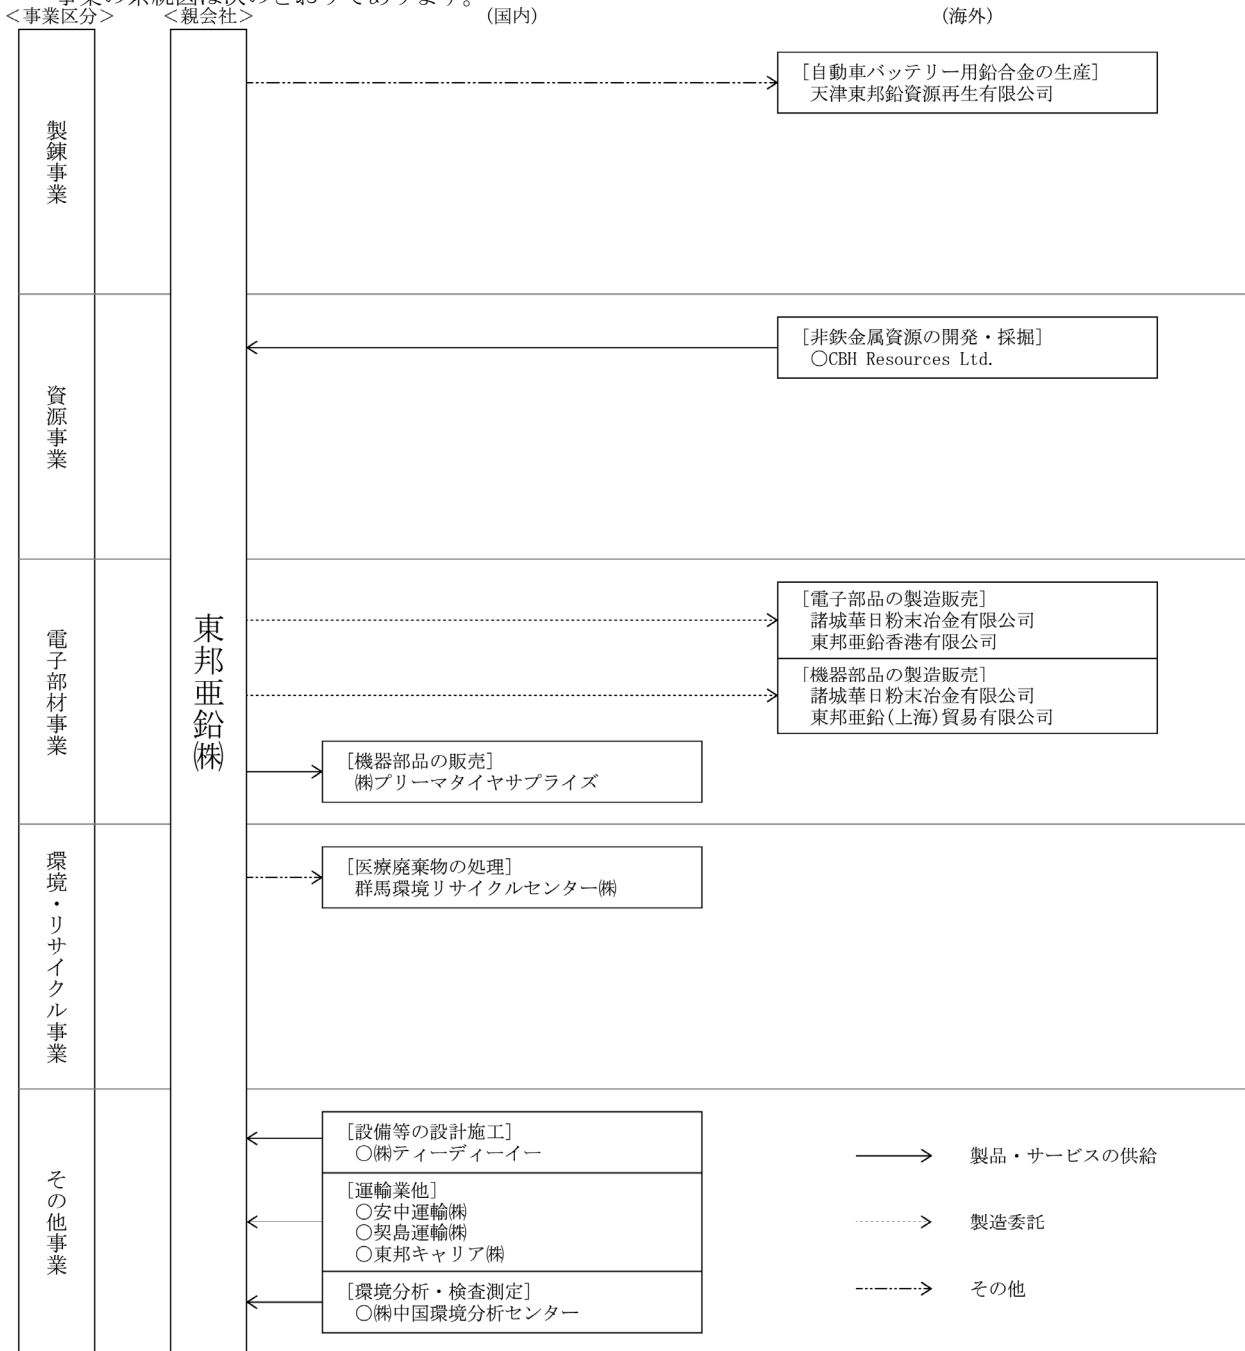 事業の系統図は次のとおりであります。
＜事業区分＞ ＜親会社＞ (国内) (海外)
製錬事業
[自動車バッテリー用鉛合金の生産]
天津東邦鉛資源再生有限公司
資源事業
[非鉄金属資源の開発・採掘]
○CBH Resources Ltd.
東邦亜鉛㈱
電子部材事業
[電子部品の製造販売]
諸城華日粉末冶金有限公司
東邦亜鉛香港有限公司
[機器部品の製造販売]
諸城華日粉末冶金有限公司
東邦亜鉛(上海)貿易有限公司
[機器部品の販売]
㈱プリーマタイヤサプライズ
環境・リサイクル事業
[医療廃棄物の処理]
群馬環境リサイクルセンター㈱
その他事業
[設備等の設計施工]
○㈱ティーディーイー
[運輸業他]
○安中運輸㈱
○契島運輸㈱
○東邦キャリア㈱
[環境分析・検査測定]
○㈱中国環境分析センター
製品・サービスの供給
製造委託
その他